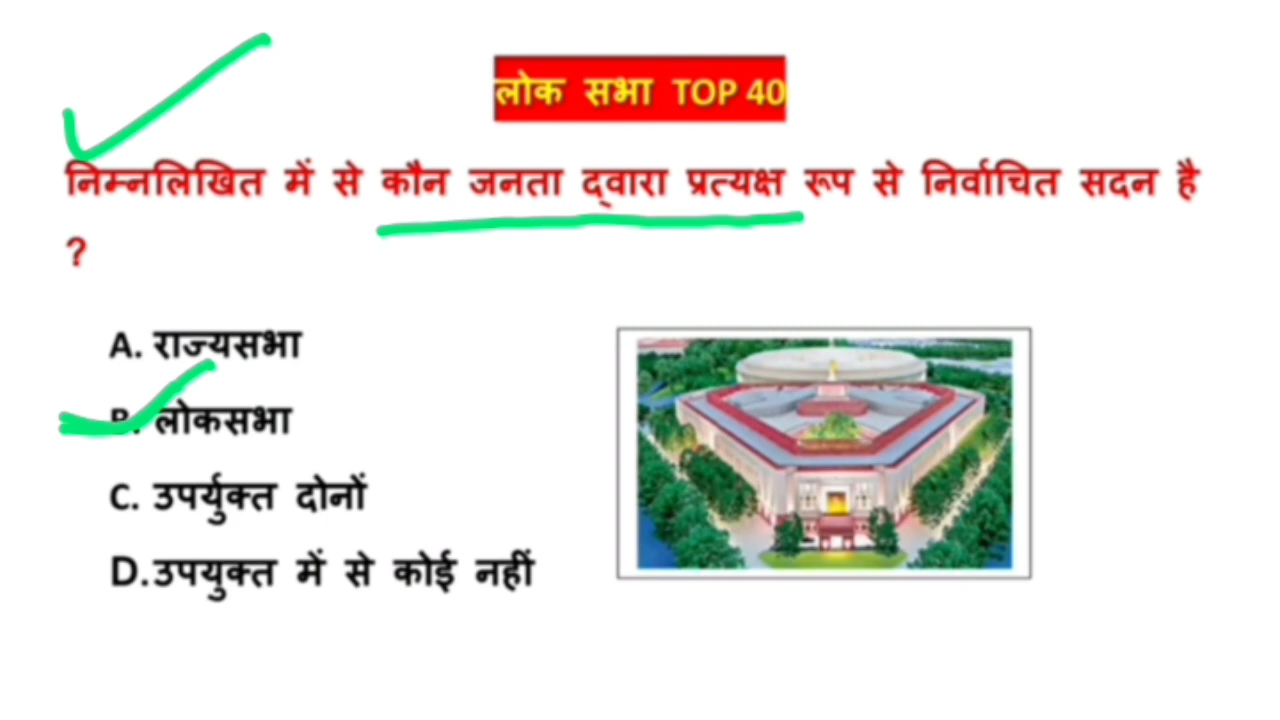 लोक सभा TOP 40
निम्नलिखित में से कौन जनता द्वारा प्रत्यक्ष रूप से निर्वाचित सदन है
?
A. राज्यसभा
B. लोकसभा
C. उपर्युक्त दोनों
D.उपयुक्त में से कोई नहीं